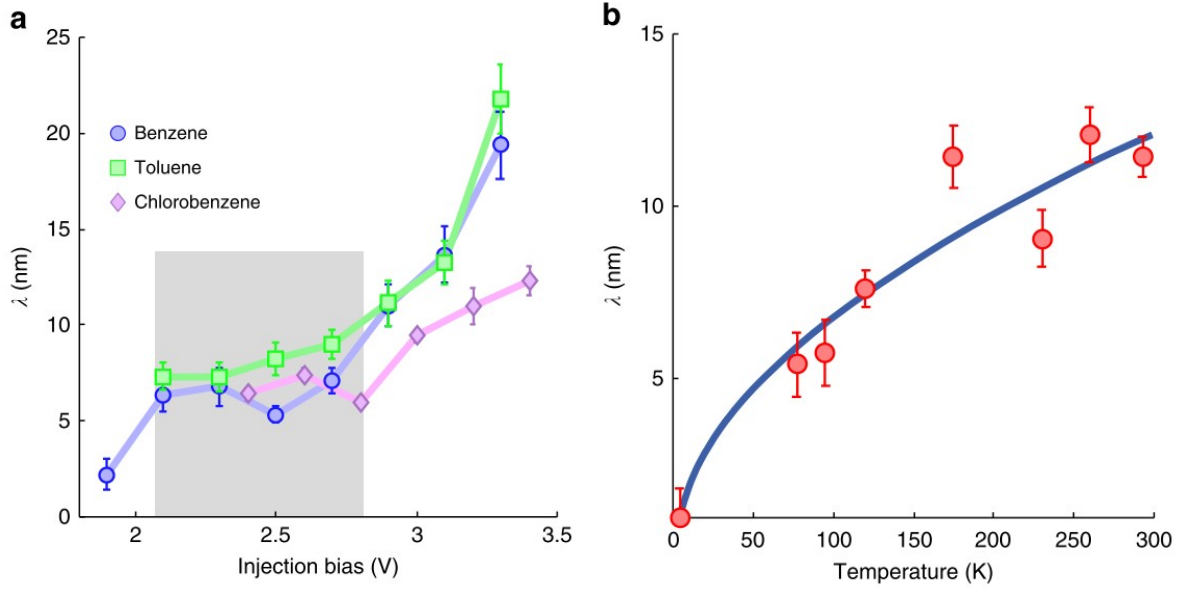 a
25
20
15
10
5
0
λ (nm)
Benzene
Toluene
Chlorobenzene
2
2.5
3
3.5
Injection bias (V)
b
15
10
5
λ (nm)
0
50
100
150
200
250
300
Temperature (K)